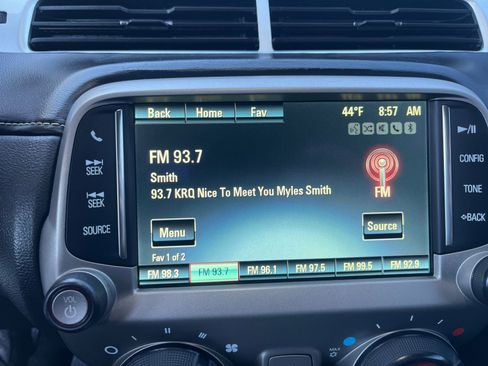 Back Home Fav 44°F 8:57 AM
FM 93.7
Smith
93.7 KRQ Nice To Meet You Myles Smith
FM
Menu Source
Fav 1 of 2
FM 98.3 FM 93.7 FM 96.1 FM 97.5 FM 99.5 FM 92.9
SEEK
SEEK
SOURCE
CONFIG
TONE
BACK
VOL
MAX